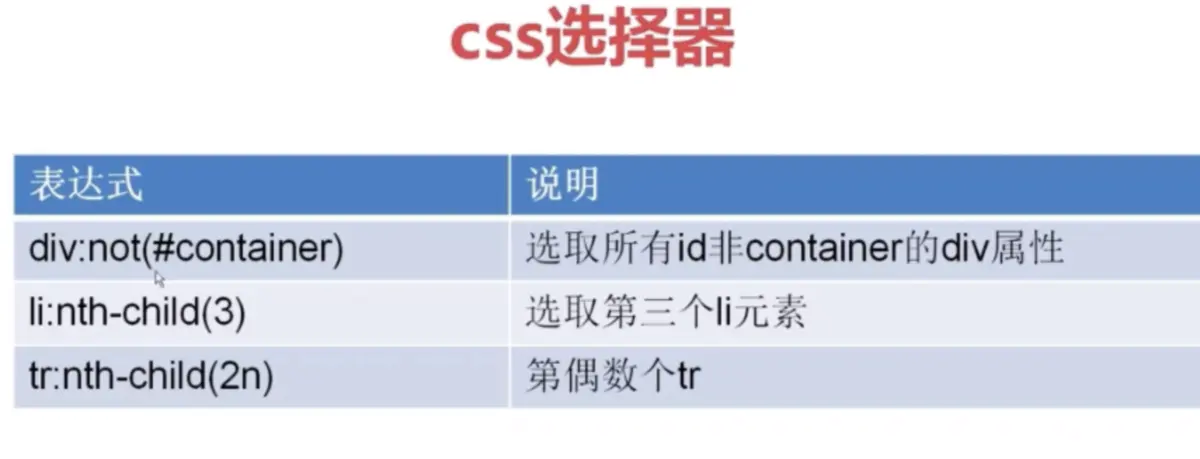 css选择器
表达式 说明
div:not(#container) 选取所有id非container的div属性
li:nth-child(3) 选取第三个li元素
tr:nth-child(2n) 第偶数个tr